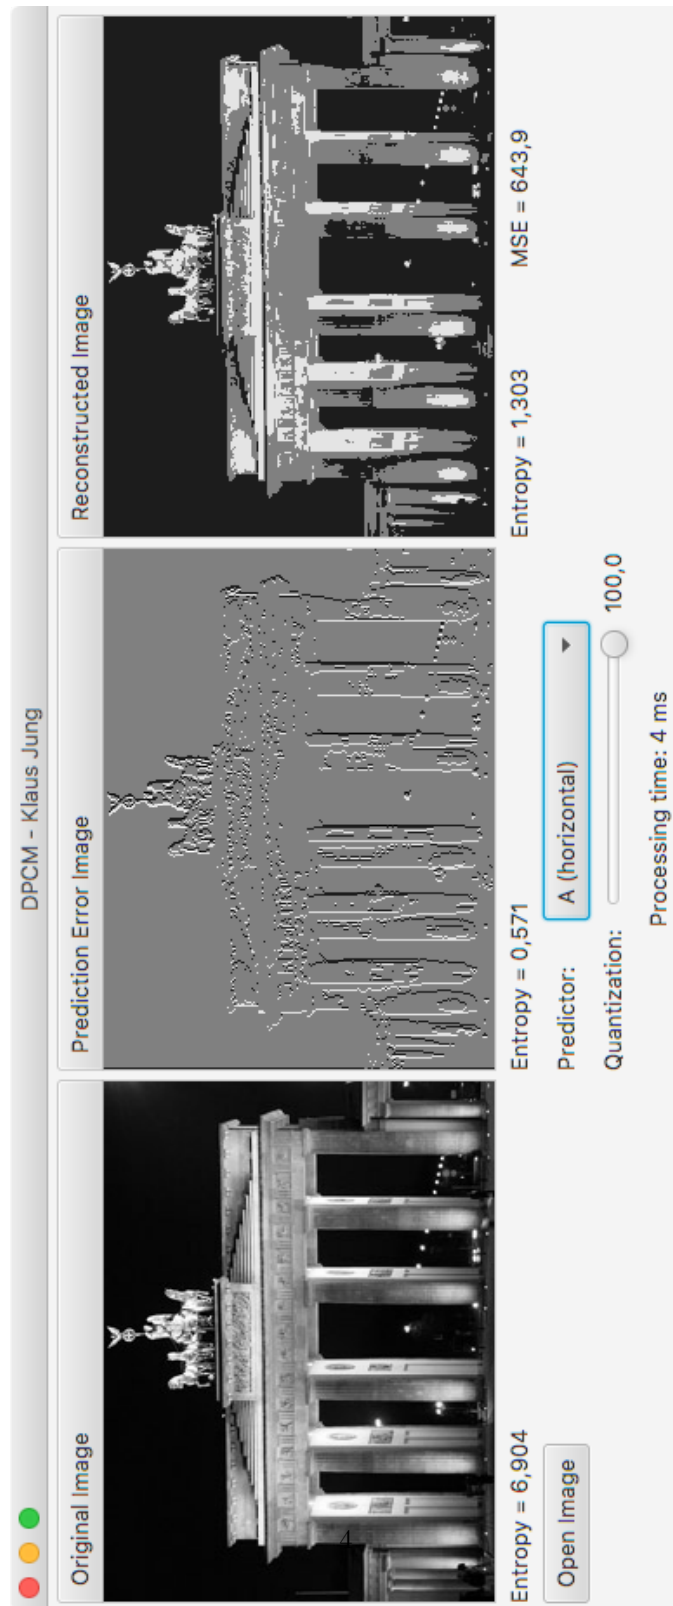 DPCM - Klaus Jung
Original Image
Prediction Error Image
Reconstructed Image
Entropy = 6,904
Entropy = 0,571
Entropy = 1,303
MSE = 643,9
Open Image
Predictor:
A (horizontal)
Quantization:
100,0
Processing time: 4 ms
4